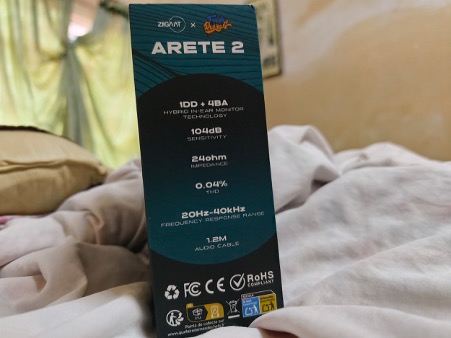 ZiGAAT ×
ARETE 2
1DD + 4BA
HYBRID IN-EAR MONITOR
TECHNOLOGY
104dB
SENSITIVITY
24ohm
IMPEDANCE
0.04%
THD
20Hz-40kHz
FREQUENCY RESPONSE RANGE
1.2M
AUDIO CABLE
FC CE RoHS
COMPLIANT